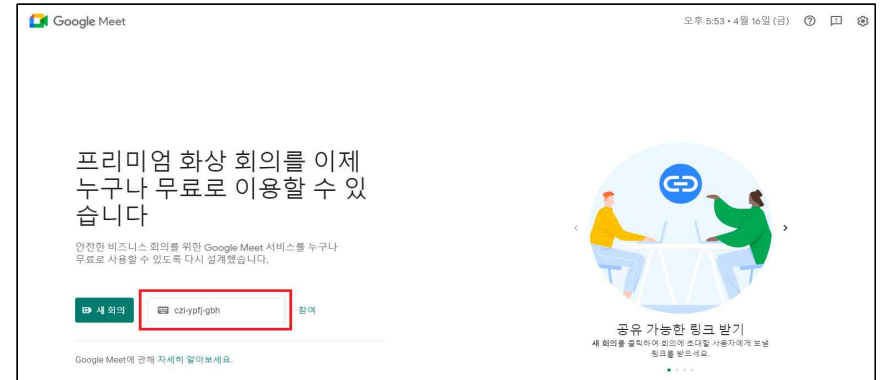 Google Meet
오후 5:53 • 4월 16일 (금)
프리미엄 화상 회의를 이제
누구나 무료로 이용할 수 있
습니다
안전한 비즈니스 회의를 위한 Google Meet 서비스를 누구나
무료로 사용할 수 있도록 다시 설계했습니다.
새 회의
czi-ypfj-gbh
참여
Google Meet에 관해 자세히 알아보세요.
공유 가능한 링크 받기
새 회의를 클릭하여 회의에 초대할 사용자에게 보낼
링크를 받으세요.